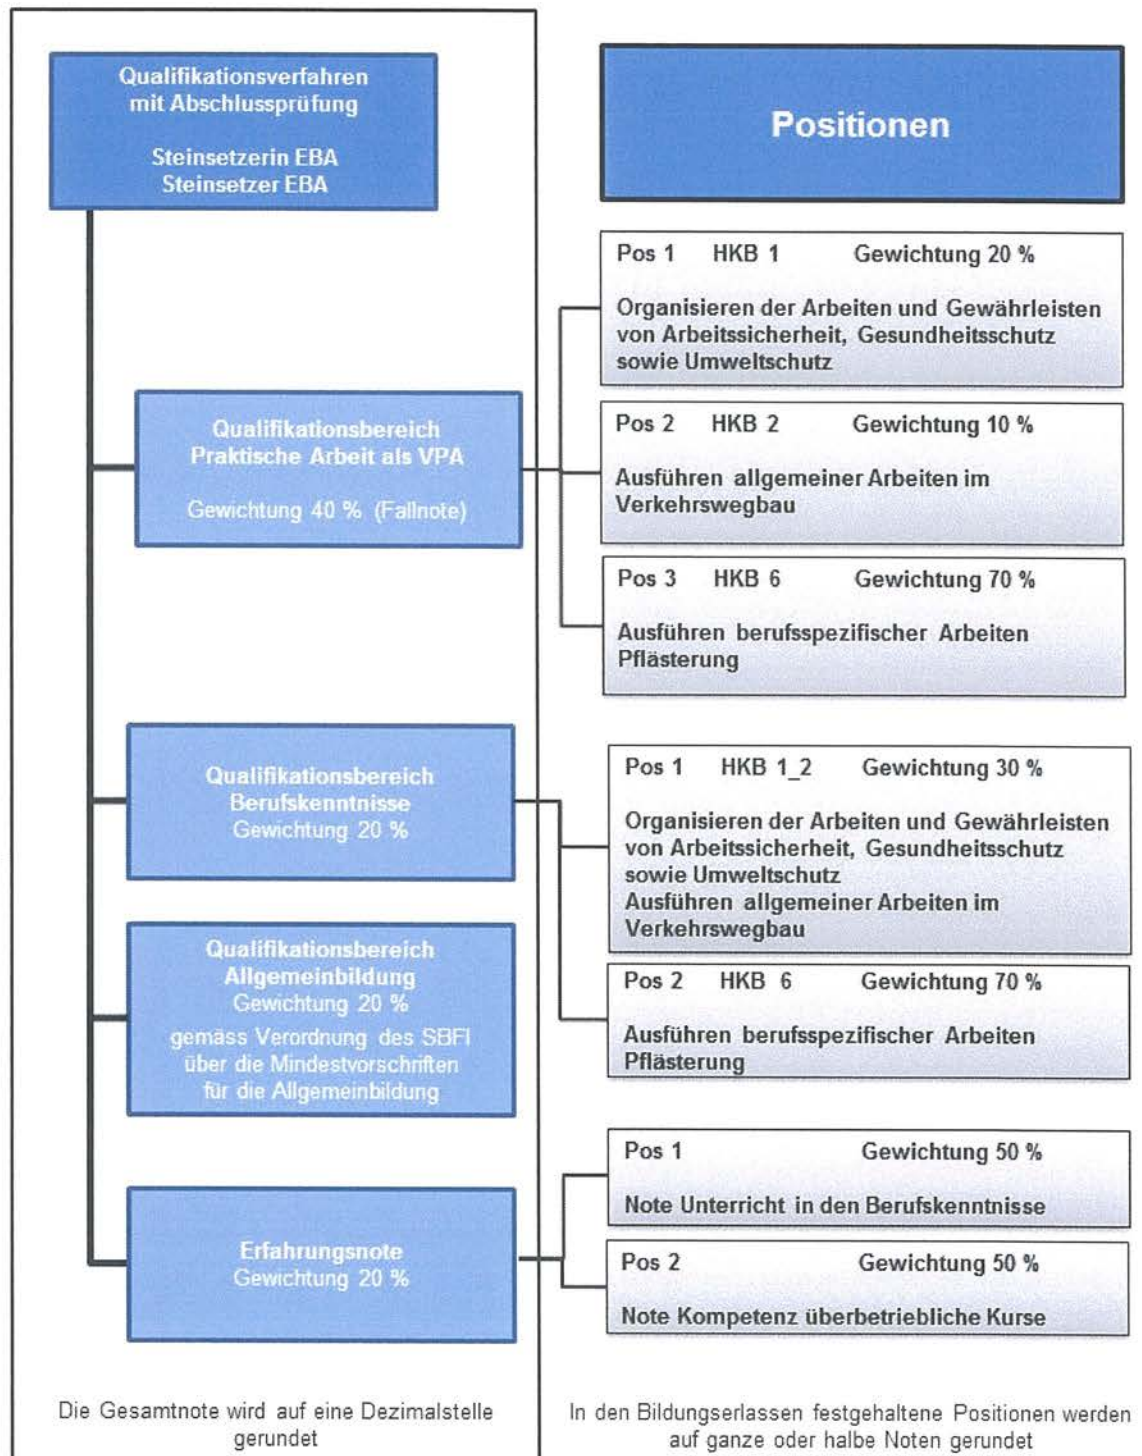 Qualifikationsverfahren
mit Abschlussprüfung
Steinsetzerin EBA
Steinsetzer EBA
Positionen
Qualifikationsbereich
Praktische Arbeit als VPA
Gewichtung 40 % (Fallnote)
Pos 1 HKB 1 Gewichtung 20 %
Organisieren der Arbeiten und Gewährleisten
von Arbeitssicherheit, Gesundheitsschutz
sowie Umweltschutz
Pos 2 HKB 2 Gewichtung 10 %
Ausführen allgemeiner Arbeiten im
Verkehrswegbau
Pos 3 HKB 6 Gewichtung 70 %
Ausführen berufsspezifischer Arbeiten
Pflästerung
Qualifikationsbereich
Berufskenntnisse
Gewichtung 20 %
Pos 1 HKB 1_2 Gewichtung 30 %
Organisieren der Arbeiten und Gewährleisten
von Arbeitssicherheit, Gesundheitsschutz
sowie Umweltschutz
Ausführen allgemeiner Arbeiten im
Verkehrswegbau
Pos 2 HKB 6 Gewichtung 70 %
Ausführen berufsspezifischer Arbeiten
Pflästerung
Qualifikationsbereich
Allgemeinbildung
Gewichtung 20 %
gemäss Verordnung des SBFI
über die Mindestvorschriften
für die Allgemeinbildung
Erfahrungsnote
Gewichtung 20 %
Pos 1 Gewichtung 50 %
Note Unterricht in den Berufskenntnisse
Pos 2 Gewichtung 50 %
Note Kompetenz überbetriebliche Kurse
Die Gesamtnote wird auf eine Dezimalstelle
gerundet
In den Bildungserlassen festgehaltene Positionen werden
auf ganze oder halbe Noten gerundet